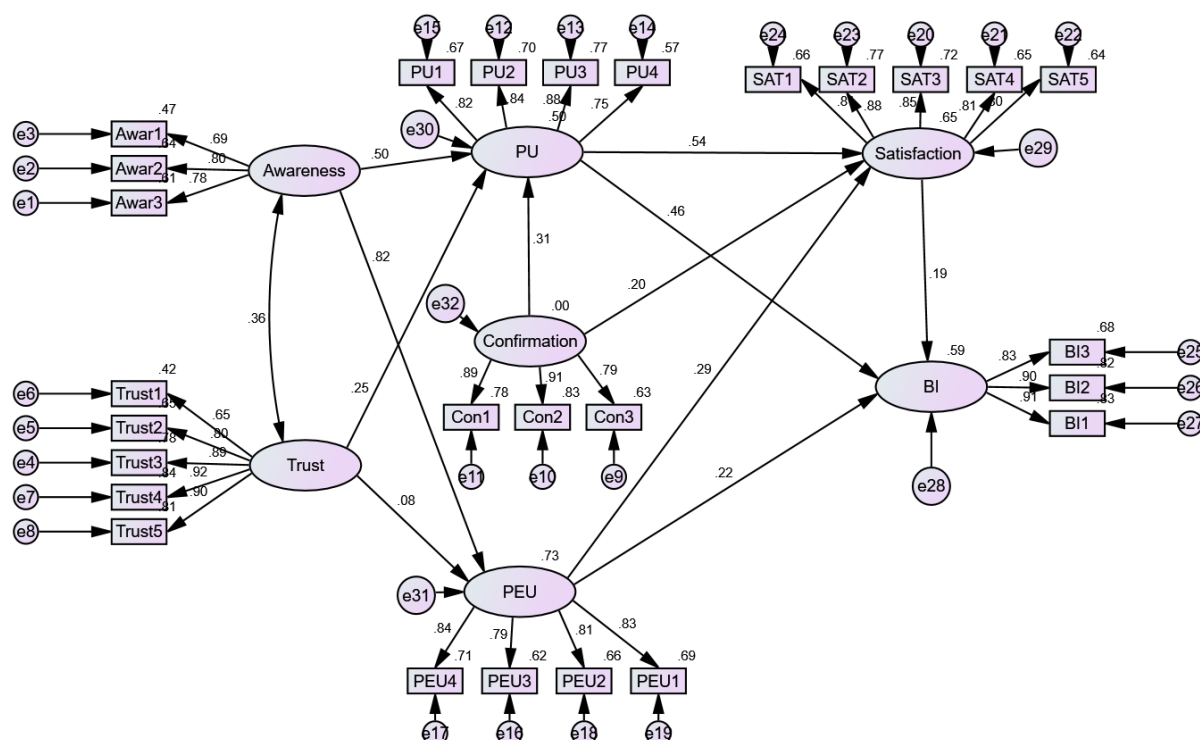 e15
e12
e13
e14
e24
e23
e20
e21
e22
.67
.70
.77
.57
.66
.77
.72
.65
.64
PU1
PU2
PU3
PU4
SAT1
SAT2
SAT3
SAT4
SAT5
.82
.84
.88
.75
.88
.85
.81
.50
.65
e30
PU
.54
Satisfaction
e29
.47
e3
Awar1
.69
e2
Awar2
.80
e1
Awar3
.61
.78
Awareness
.50
.82
.31
.46
.20
.19
.36
e32
.00
Confirmation
.89
.91
.79
.78
.83
.63
Con1
Con2
Con3
e11
e10
e9
.25
.29
.59
BI
.68
.83
BI3
e25
.90
.82
BI2
e26
.91
.83
BI1
e27
e28
.42
e6
Trust1
.65
e5
Trust2
.80
e4
Trust3
.78
.89
e7
Trust4
.84
.92
e8
Trust5
.81
.90
Trust
.08
.22
.73
e31
PEU
.84
.79
.81
.83
.71
.62
.66
.69
PEU4
PEU3
PEU2
PEU1
e17
e16
e18
e19